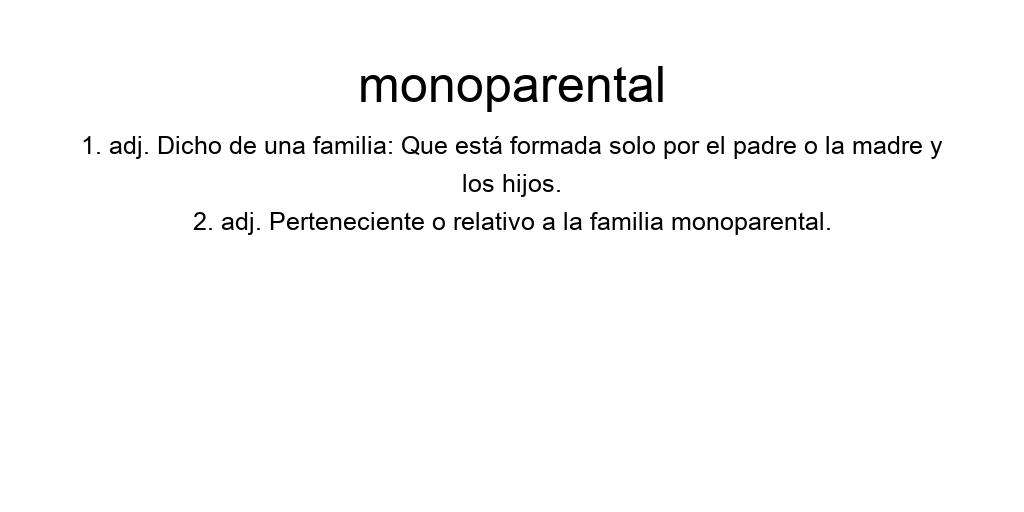 monoparental
1. adj. Dicho de una familia: Que está formada solo por el padre o la madre y
los hijos.
2. adj. Perteneciente o relativo a la familia monoparental.